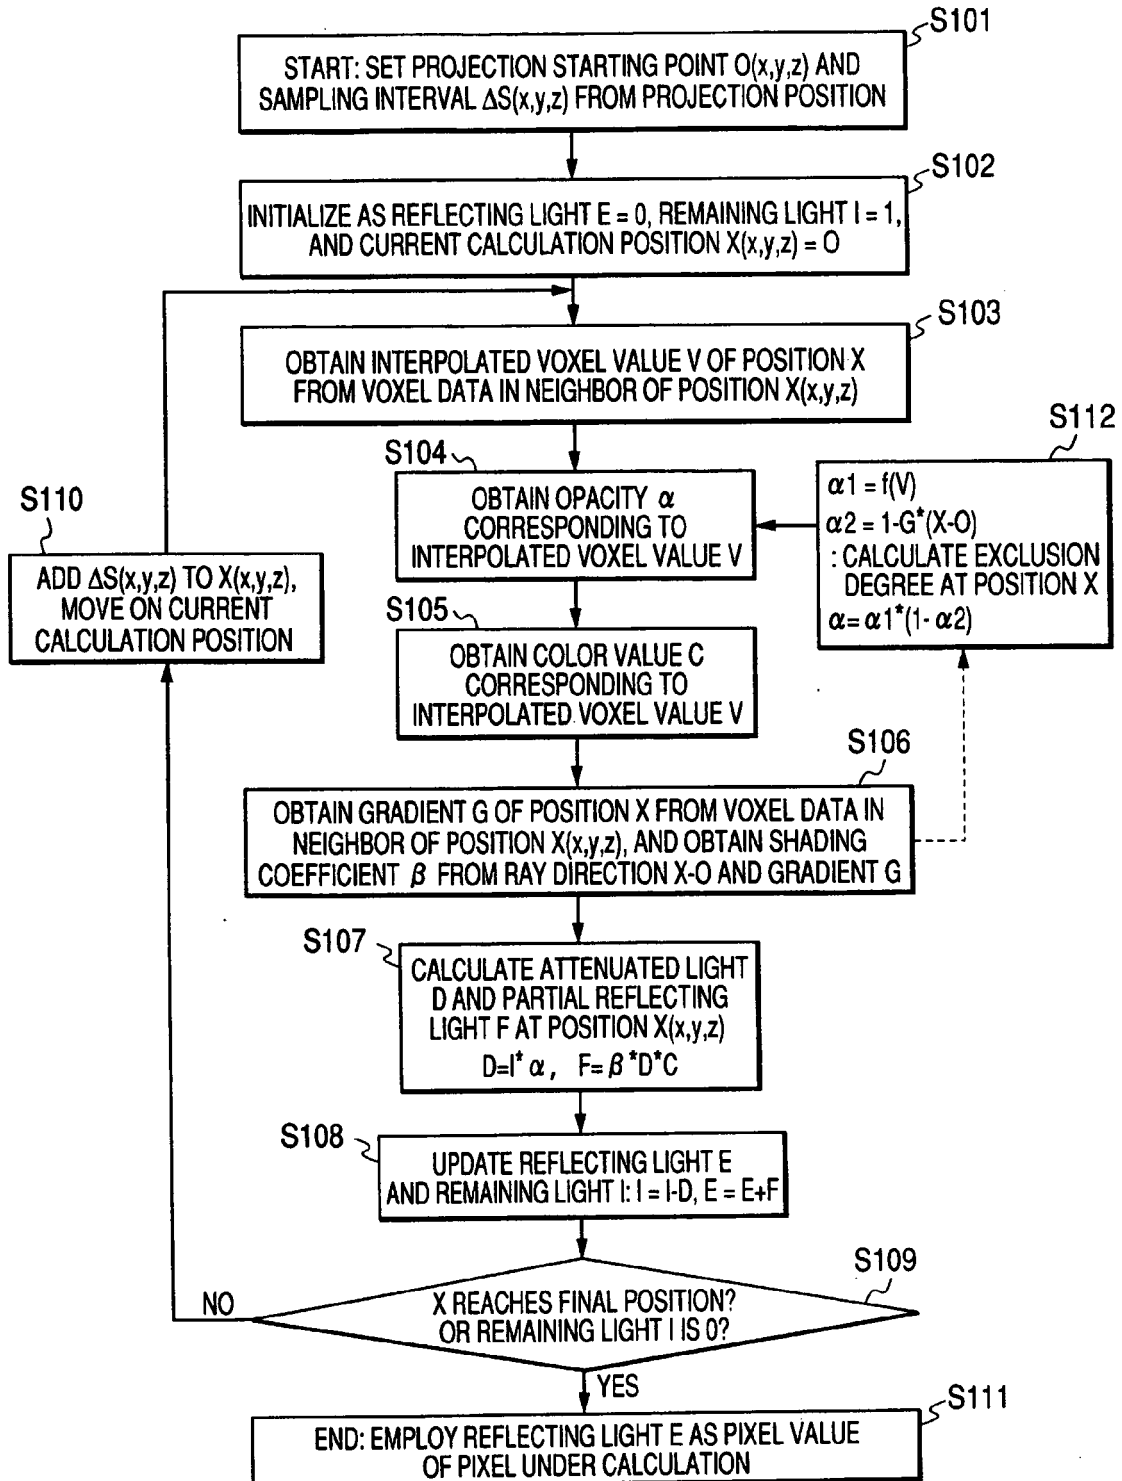 S101
START: SET PROJECTION STARTING POINT O(x,y,z) AND
SAMPLING INTERVAL ΔS(x,y,z) FROM PROJECTION POSITION
S102
INITIALIZE AS REFLECTING LIGHT E = 0, REMAINING LIGHT I = 1,
AND CURRENT CALCULATION POSITION X(x,y,z) = O
S103
OBTAIN INTERPOLATED VOXEL VALUE V OF POSITION X
FROM VOXEL DATA IN NEIGHBOR OF POSITION X(x,y,z)
S104
OBTAIN OPACITY α
CORRESPONDING TO
INTERPOLATED VOXEL VALUE V
S112
α1 = f(V)
α2 = 1-G*(X-O)
: CALCULATE EXCLUSION
DEGREE AT POSITION X
α= α1*(1- α2)
S110
ADD ΔS(x,y,z) TO X(x,y,z),
MOVE ON CURRENT
CALCULATION POSITION
S105
OBTAIN COLOR VALUE C
CORRESPONDING TO
INTERPOLATED VOXEL VALUE V
S106
OBTAIN GRADIENT G OF POSITION X FROM VOXEL DATA IN
NEIGHBOR OF POSITION X(x,y,z), AND OBTAIN SHADING
COEFFICIENT β FROM RAY DIRECTION X-O AND GRADIENT G
S107
CALCULATE ATTENUATED LIGHT
D AND PARTIAL REFLECTING
LIGHT F AT POSITION X(x,y,z)
D=I* α , F= β *D*C
S108
UPDATE REFLECTING LIGHT E
AND REMAINING LIGHT I: I = I-D, E = E+F
S109
X REACHES FINAL POSITION?
OR REMAINING LIGHT I IS 0?
NO
YES
S111
END: EMPLOY REFLECTING LIGHT E AS PIXEL VALUE
OF PIXEL UNDER CALCULATION